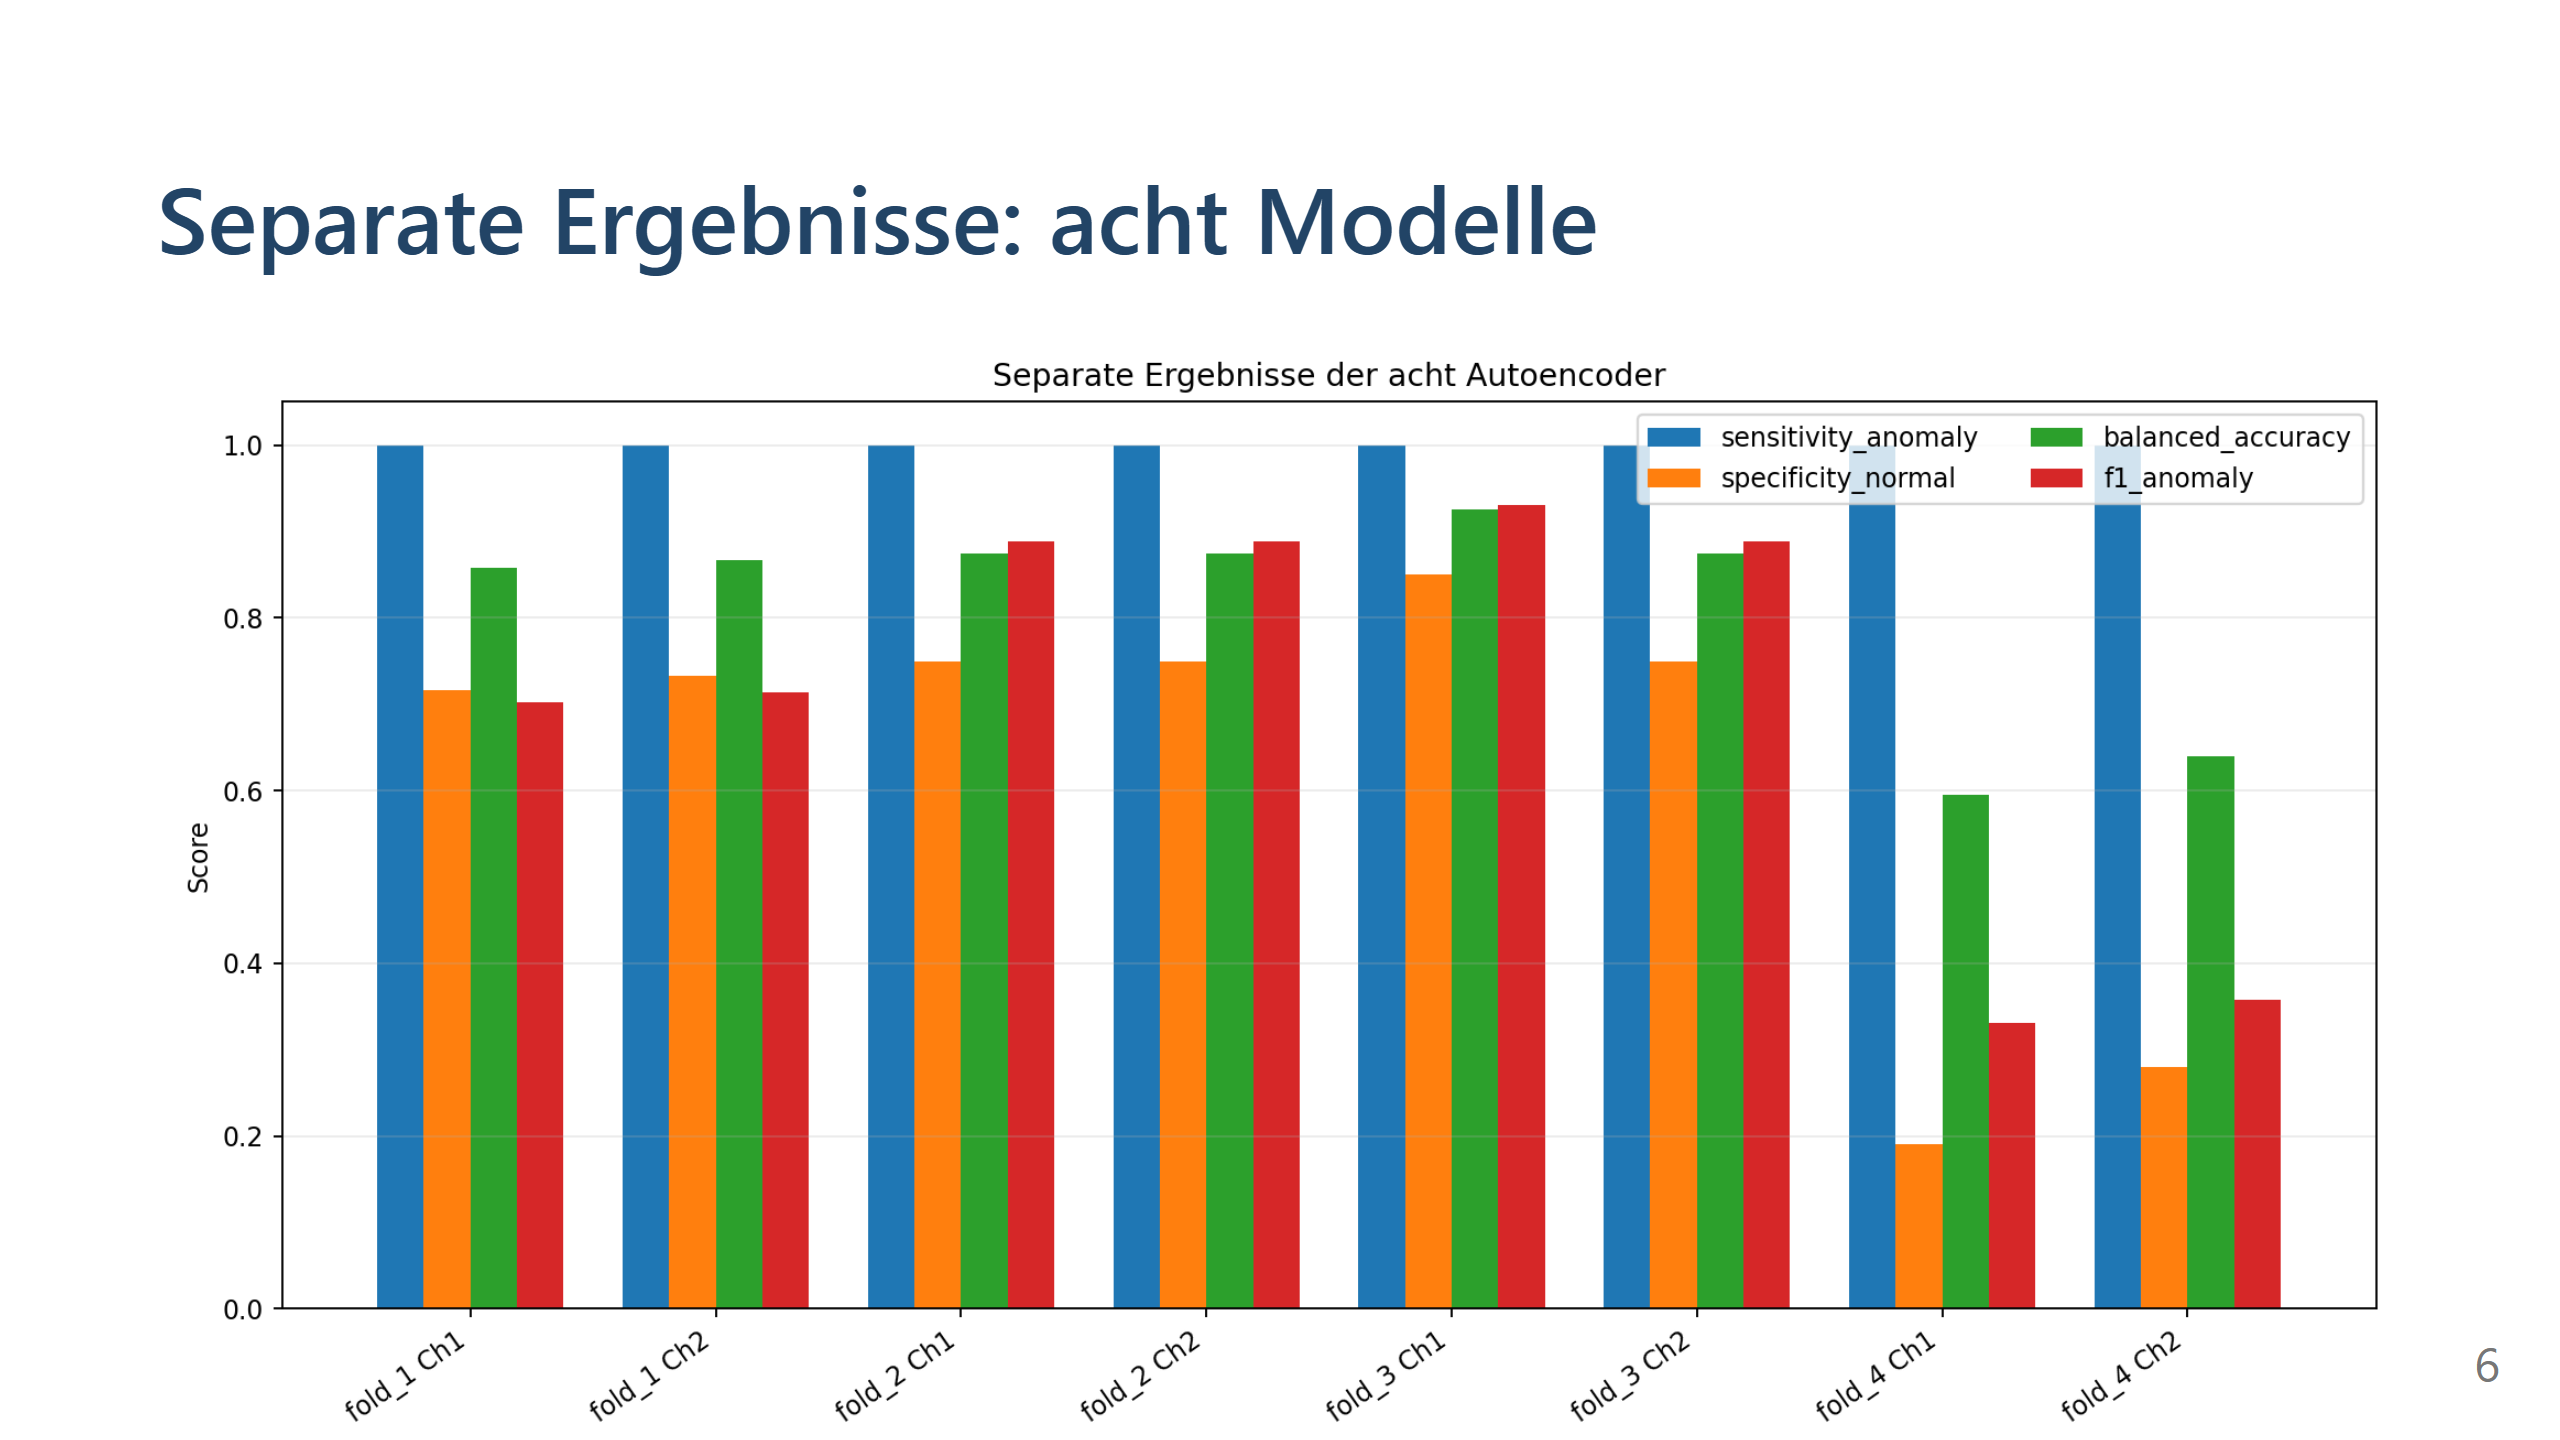 Separate Ergebnisse: acht Modelle
Separate Ergebnisse der acht Autoencoder
sensitivity_anomaly
specificity_normal
balanced_accuracy
f1_anomaly
Score
1.0
0.8
0.6
0.4
0.2
0.0
fold_1 Ch1
fold_1 Ch2
fold_2 Ch1
fold_2 Ch2
fold_3 Ch1
fold_3 Ch2
fold_4 Ch1
fold_4 Ch2
6